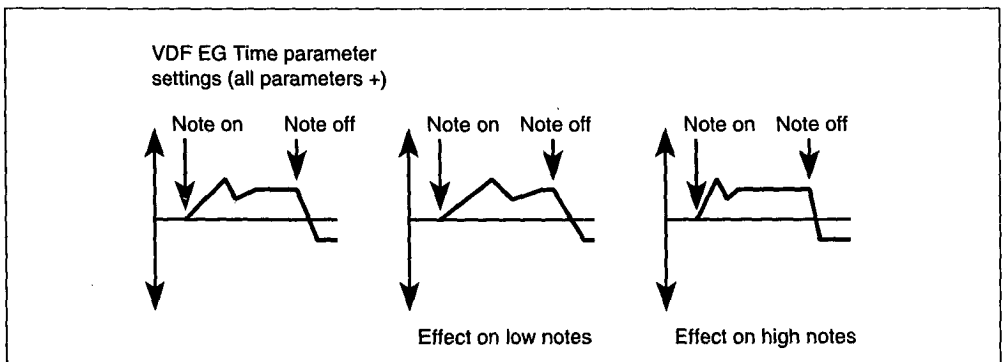 VDF EG Time parameter
settings (all parameters +)
Note on Note off
Note on Note off
Note on Note off
Effect on low notes
Effect on high notes